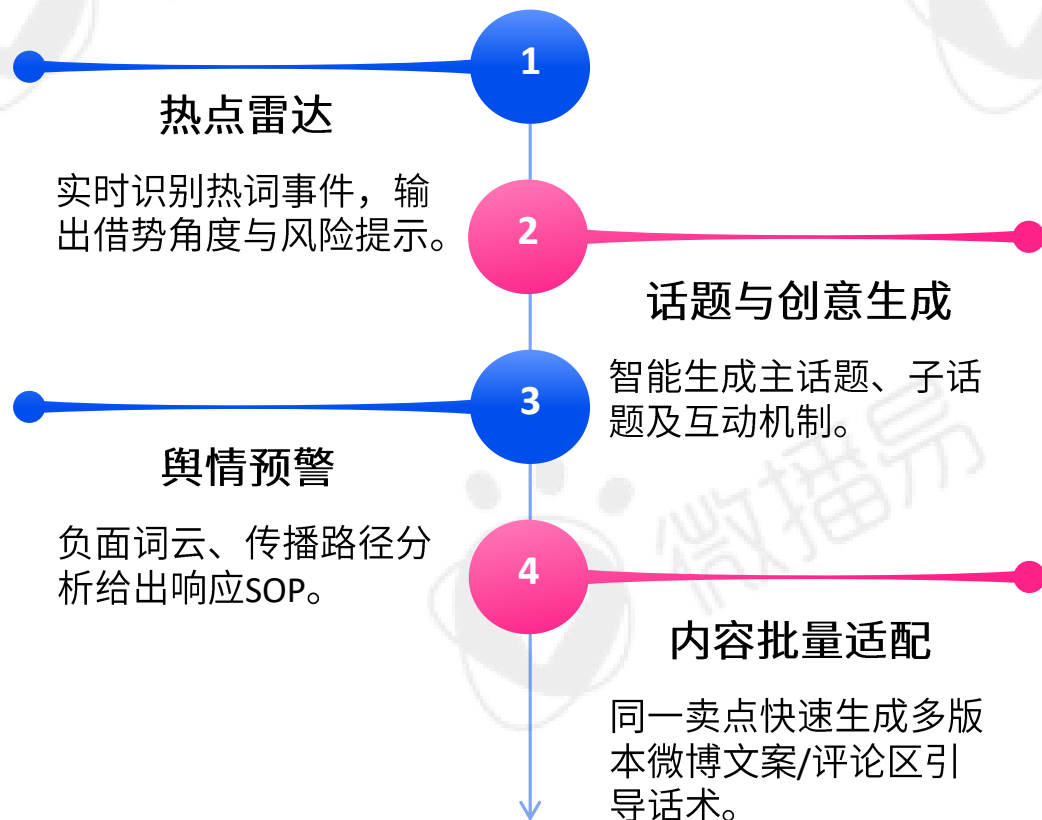 1
热点雷达
实时识别热词事件，输
出借势角度与风险提示。
2
话题与创意生成
智能生成主话题、子话
题及互动机制。
3
舆情预警
负面词云、传播路径分
析给出响应SOP。
4
内容批量适配
同一卖点快速生成多版
本微博文案/评论区引
导话术。
微播易